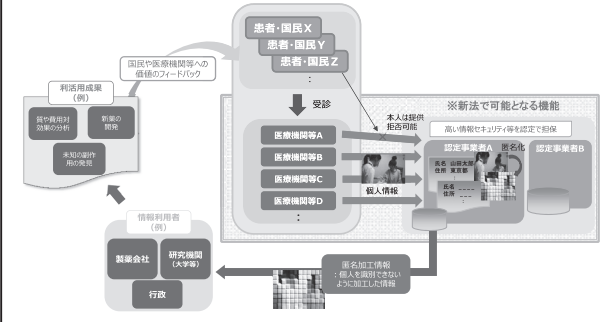 患者・国民X
患者・国民Y
患者・国民Z
:
国民や医療機関等への
価値のフィードバック
利活用成果
(例)
質や費用対
効果の分析
新薬の
開発
未知の副作
用の発見
受診
本人は提供
拒否可能
※新法で可能となる機能
高い情報セキュリティ等を認定で担保
医療機関等A
医療機関等B
医療機関等C
医療機関等D
:
個人情報
認定事業者A
匿名化
氏名 山田太郎
住所 東京都
:
氏名 ____
住所 ____
:
認定事業者B
情報利用者
(例)
製薬会社
研究機関
(大学等)
行政
匿名加工情報
:個人を識別できない
ように加工した情報